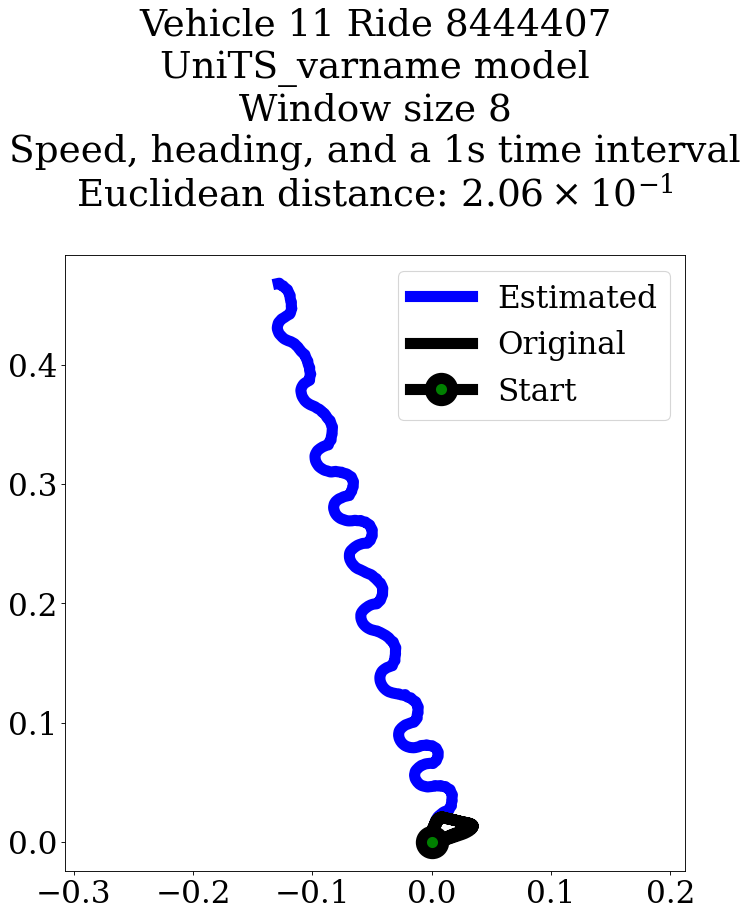 Vehicle 11 Ride 8444407
UniTS_varname model
Window size 8
Speed, heading, and a 1s time interval
Euclidean distance: 2.06 × 10⁻¹
Estimated
Original
Start
0.4
0.3
0.2
0.1
0.0
−0.3 −0.2 −0.1 0.0 0.1 0.2